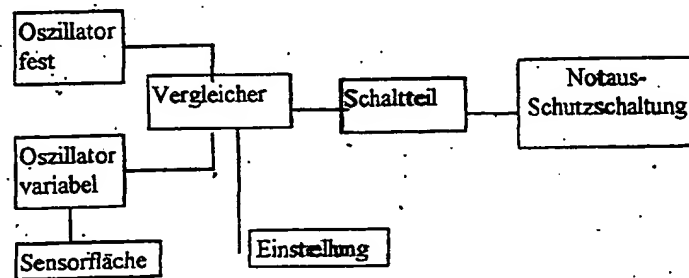 Oszillator
fest
Vergleicher
Schaltteil
Notaus-
Schutzschaltung
Oszillator
variabel
Sensorfläche
Einstellung